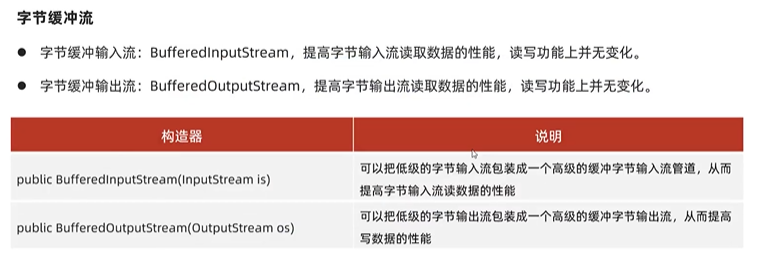 字节缓冲流
● 字节缓冲输入流：BufferedInputStream，提高字节输入流读取数据的性能，读写功能上并无变化。
● 字节缓冲输出流：BufferedOutputStream，提高字节输出流读取数据的性能，读写功能上并无变化。
构造器 说明
public BufferedInputStream(InputStream is)
可以把低级的字节输入流包装成一个高级的缓冲字节输入流管道，从而
提高字节输入流读数据的性能
public BufferedOutputStream(OutputStream os)
可以把低级的字节输出流包装成一个高级的缓冲字节输出流，从而提高
写数据的性能